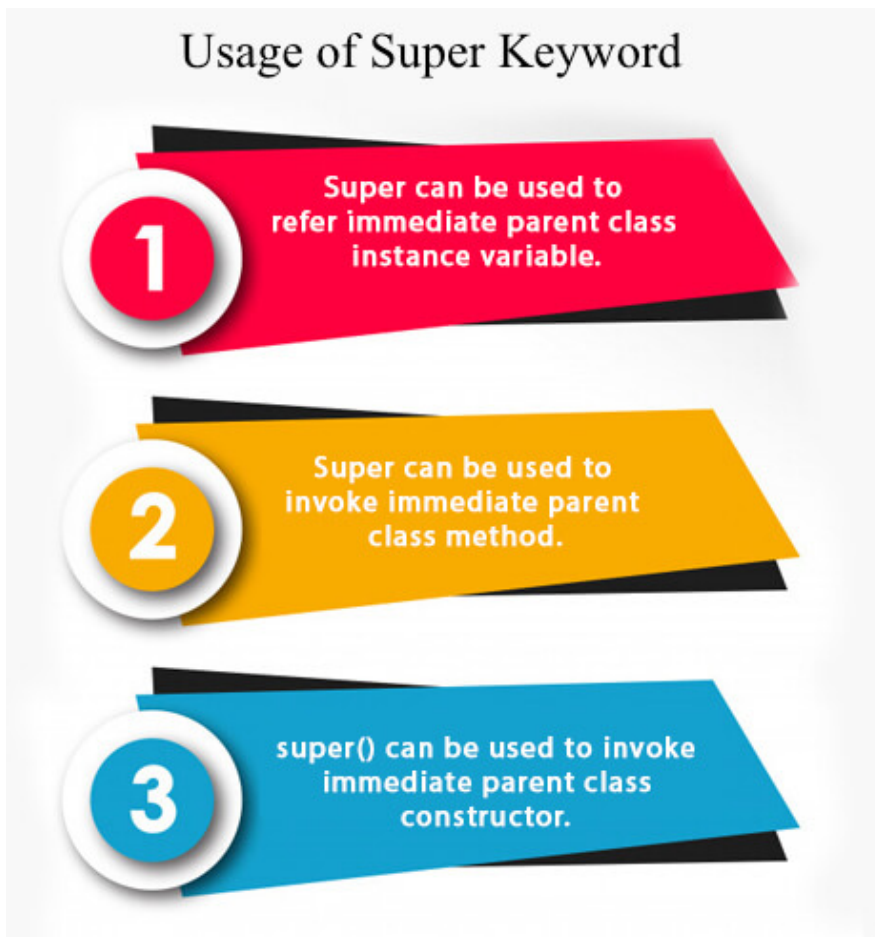 Usage of Super Keyword
1
Super can be used to
refer immediate parent class
instance variable.
2
Super can be used to
invoke immediate parent
class method.
3
super() can be used to invoke
immediate parent class
constructor.